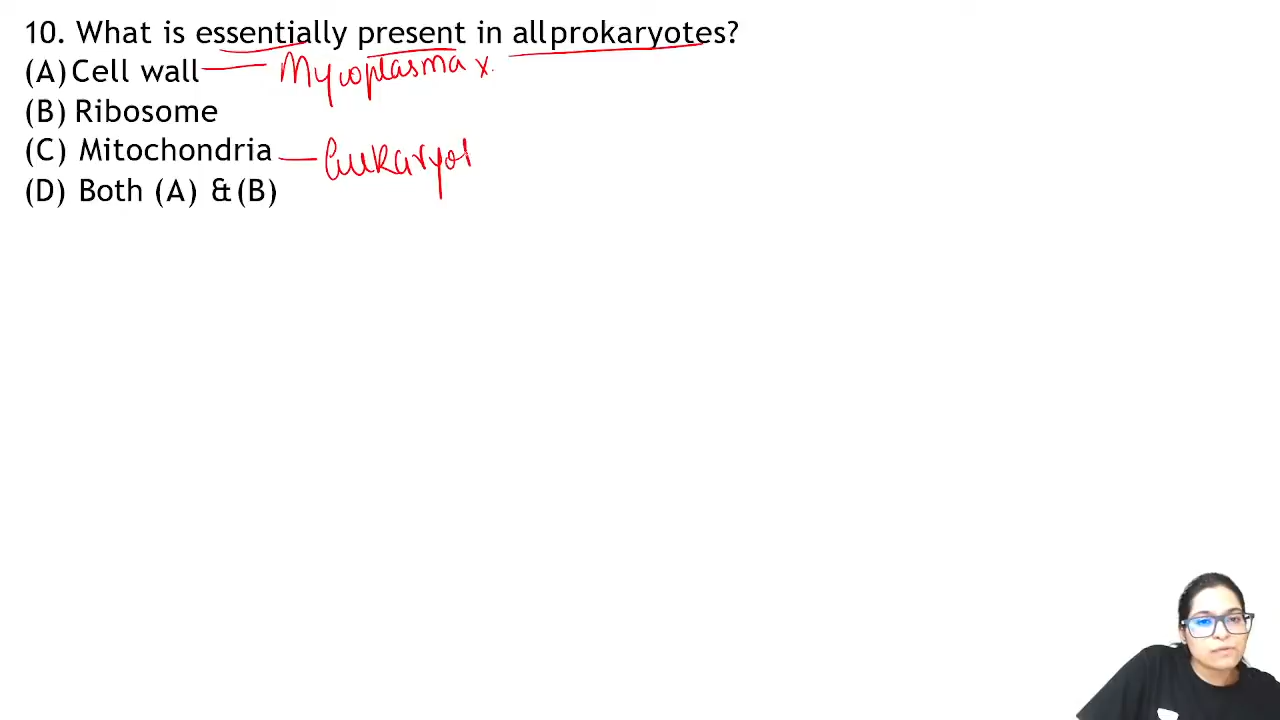 10. What is essentially present in all prokaryotes?
(A) Cell wall — Mycoplasma x
(B) Ribosome
(C) Mitochondria — Eukaryot
(D) Both (A) & (B)